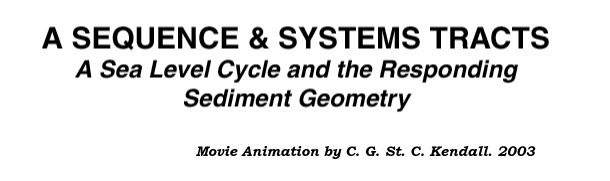 A SEQUENCE & SYSTEMS TRACTS
A Sea Level Cycle and the Responding
Sediment Geometry
Movie Animation by C. G. St. C. Kendall. 2003